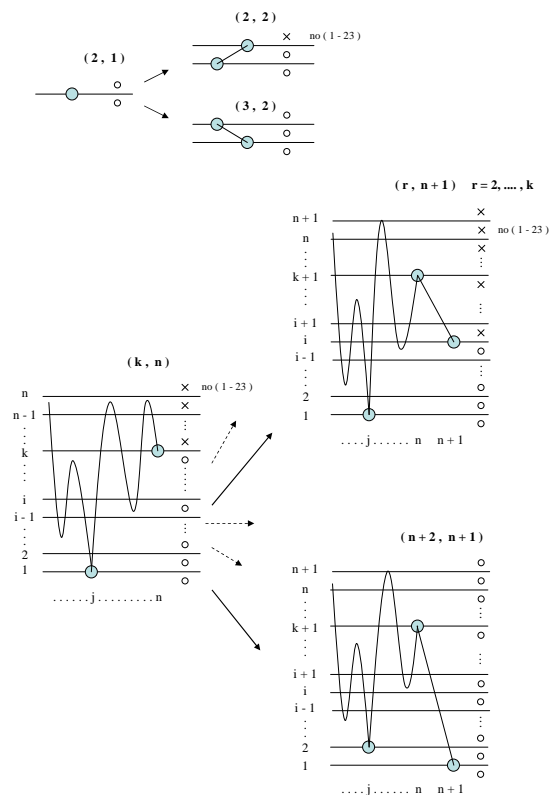 ( 2 , 2 )
× no ( 1 - 23 )
( 2 , 1 )
( 3 , 2 )
( r , n + 1 ) r = 2, .... , k
n + 1 ×
× no ( 1 - 23 )
n ×
k + 1 ×
i + 1
i ×
i - 1
2
1
. . . . j . . . . . . n n + 1
( k , n )
n × no ( 1 - 23 )
n - 1 ×
k ×
i
i - 1
2
1
. . . . . . j . . . . . . . . . n
( n + 2 , n + 1 )
n + 1
n
k + 1
i + 1
i
i - 1
2
1
. . . . j . . . . . . n n + 1